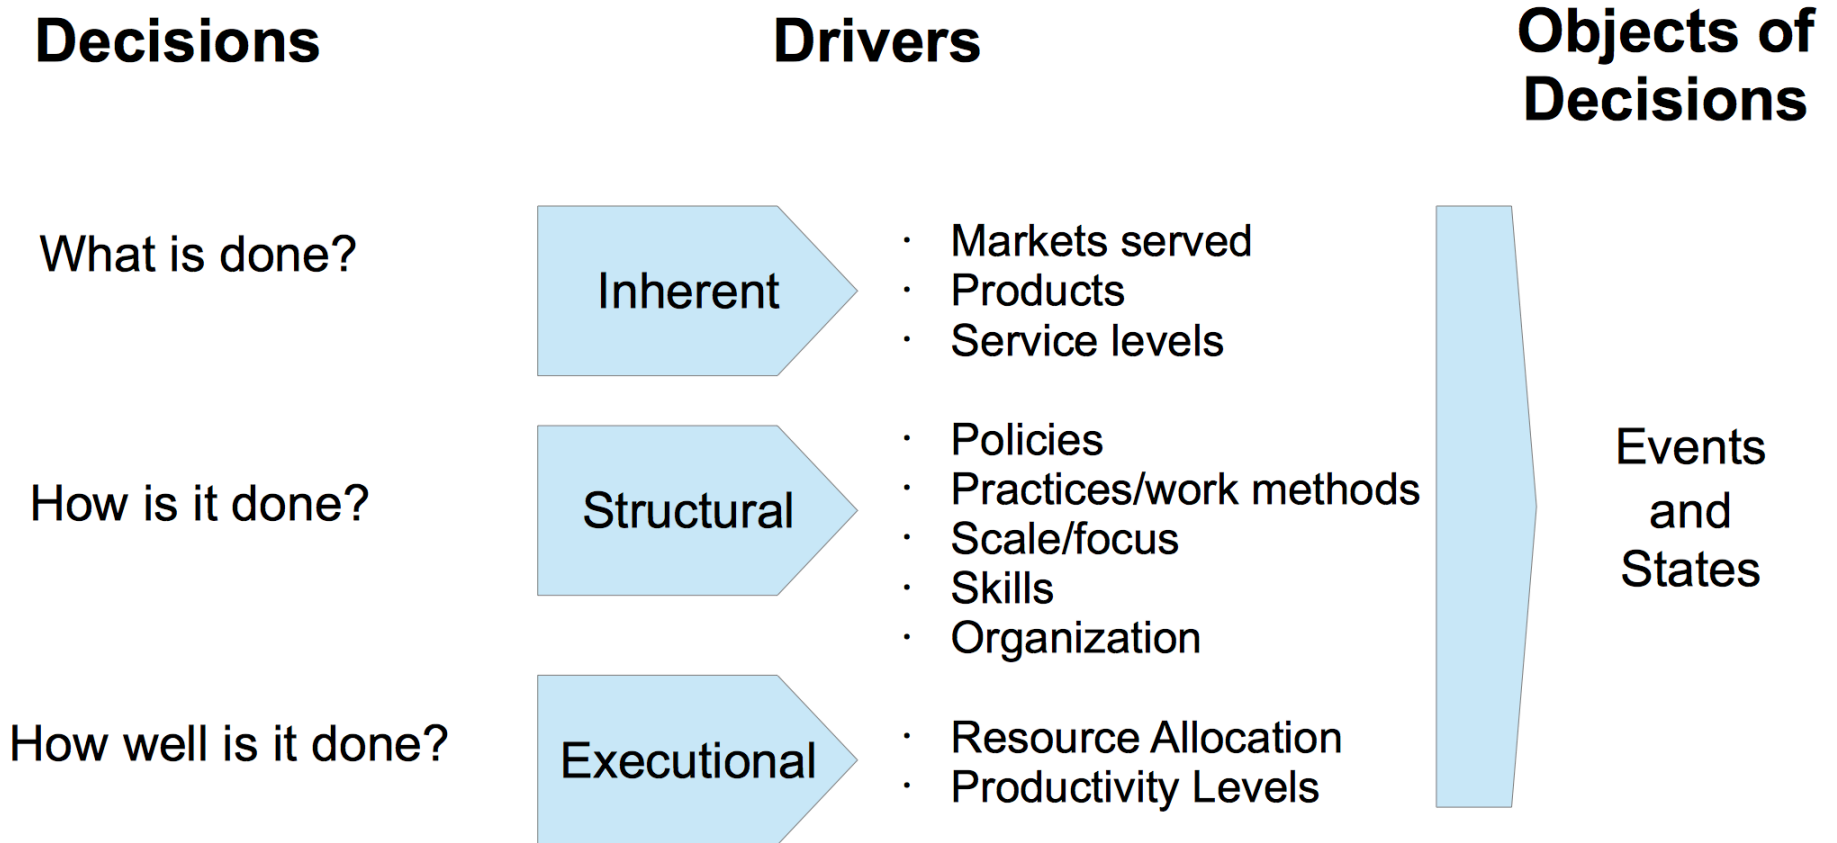 Decisions
Drivers
Objects of
Decisions
What is done?
Inherent
· Markets served
· Products
· Service levels
How is it done?
Structural
· Policies
· Practices/work methods
· Scale/focus
· Skills
· Organization
How well is it done?
Executional
· Resource Allocation
· Productivity Levels
Events
and
States